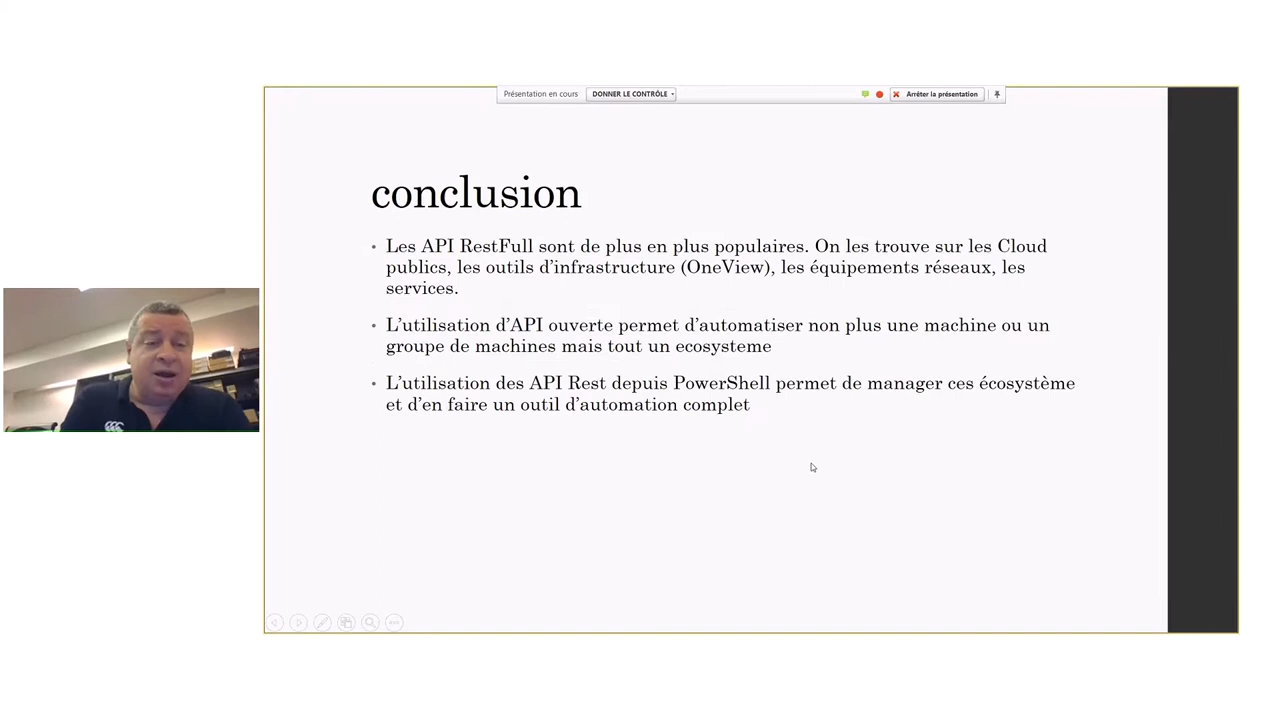 Présentation en cours DONNER LE CONTRÔLE Arrêter la présentation
conclusion
• Les API RestFull sont de plus en plus populaires. On les trouve sur les Cloud
publics, les outils d'infrastructure (OneView), les équipements réseaux, les
services.
• L'utilisation d'API ouverte permet d'automatiser non plus une machine ou un
groupe de machines mais tout un ecosysteme
• L'utilisation des API Rest depuis PowerShell permet de manager ces écosystème
et d'en faire un outil d'automation complet